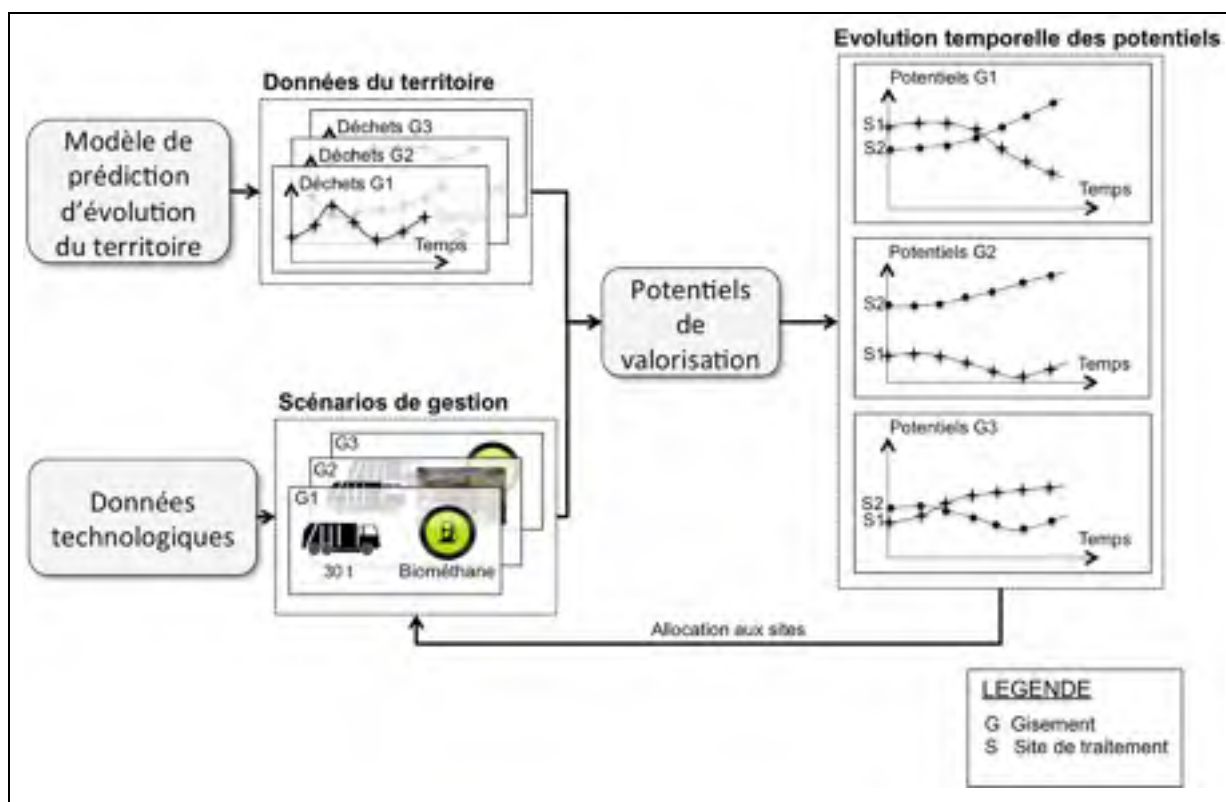 Modèle de
prédiction
d'évolution
du territoire
Données du territoire
Déchets G3
Déchets G2
Déchets G1
Temps
Données
technologiques
Scénarios de gestion
G3
G2
G1
30 t
Biométhane
Potentiels
de
valorisation
Evolution temporelle des potentiels
Potentiels G1
S1
S2
Temps
Potentiels G2
S2
S1
Temps
Potentiels G3
S2
S1
Temps
Allocation aux sites
LEGENDE
G Gisement
S Site de traitement